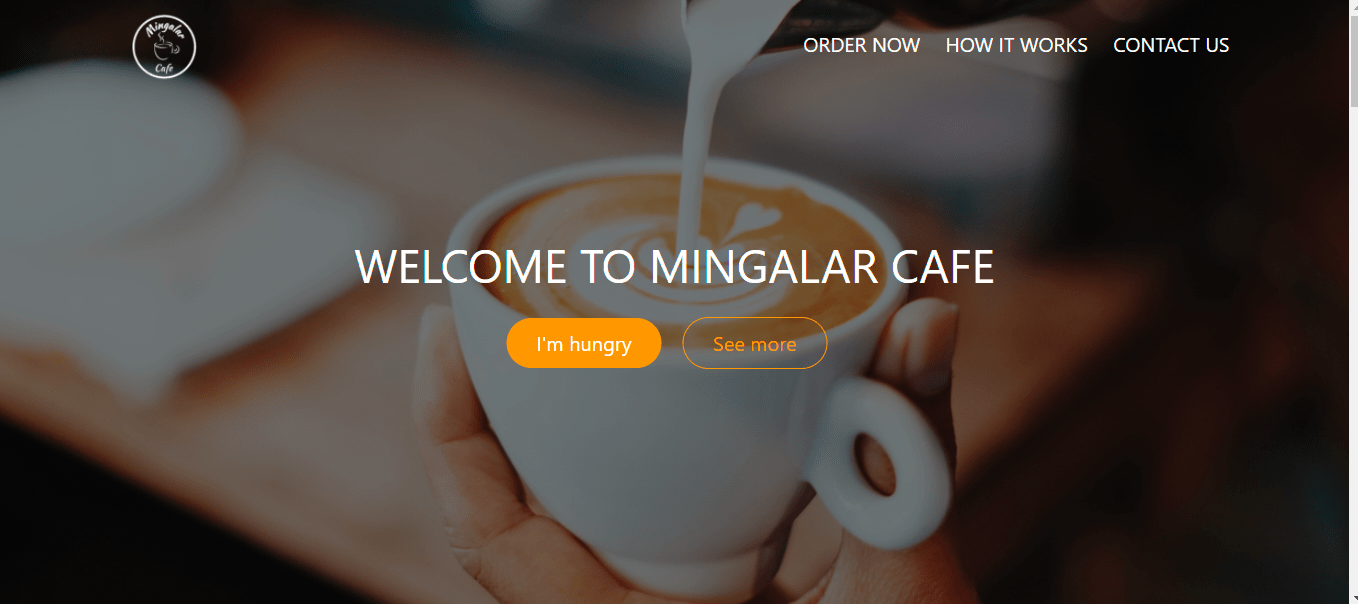 Mingalar
Cafe
ORDER NOW HOW IT WORKS CONTACT US
WELCOME TO MINGALAR CAFE
I'm hungry See more